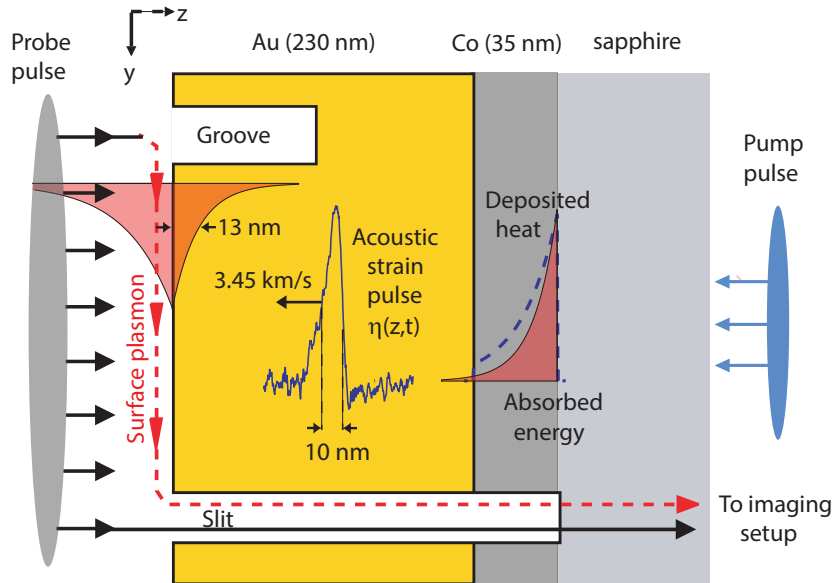 z
y
Probe
pulse
Au (230 nm)
Co (35 nm)
sapphire
Groove
Pump
pulse
13 nm
Deposited
heat
Acoustic
strain
pulse
η(z,t)
3.45 km/s
Surface plasmon
10 nm
Absorbed
energy
Slit
To imaging
setup